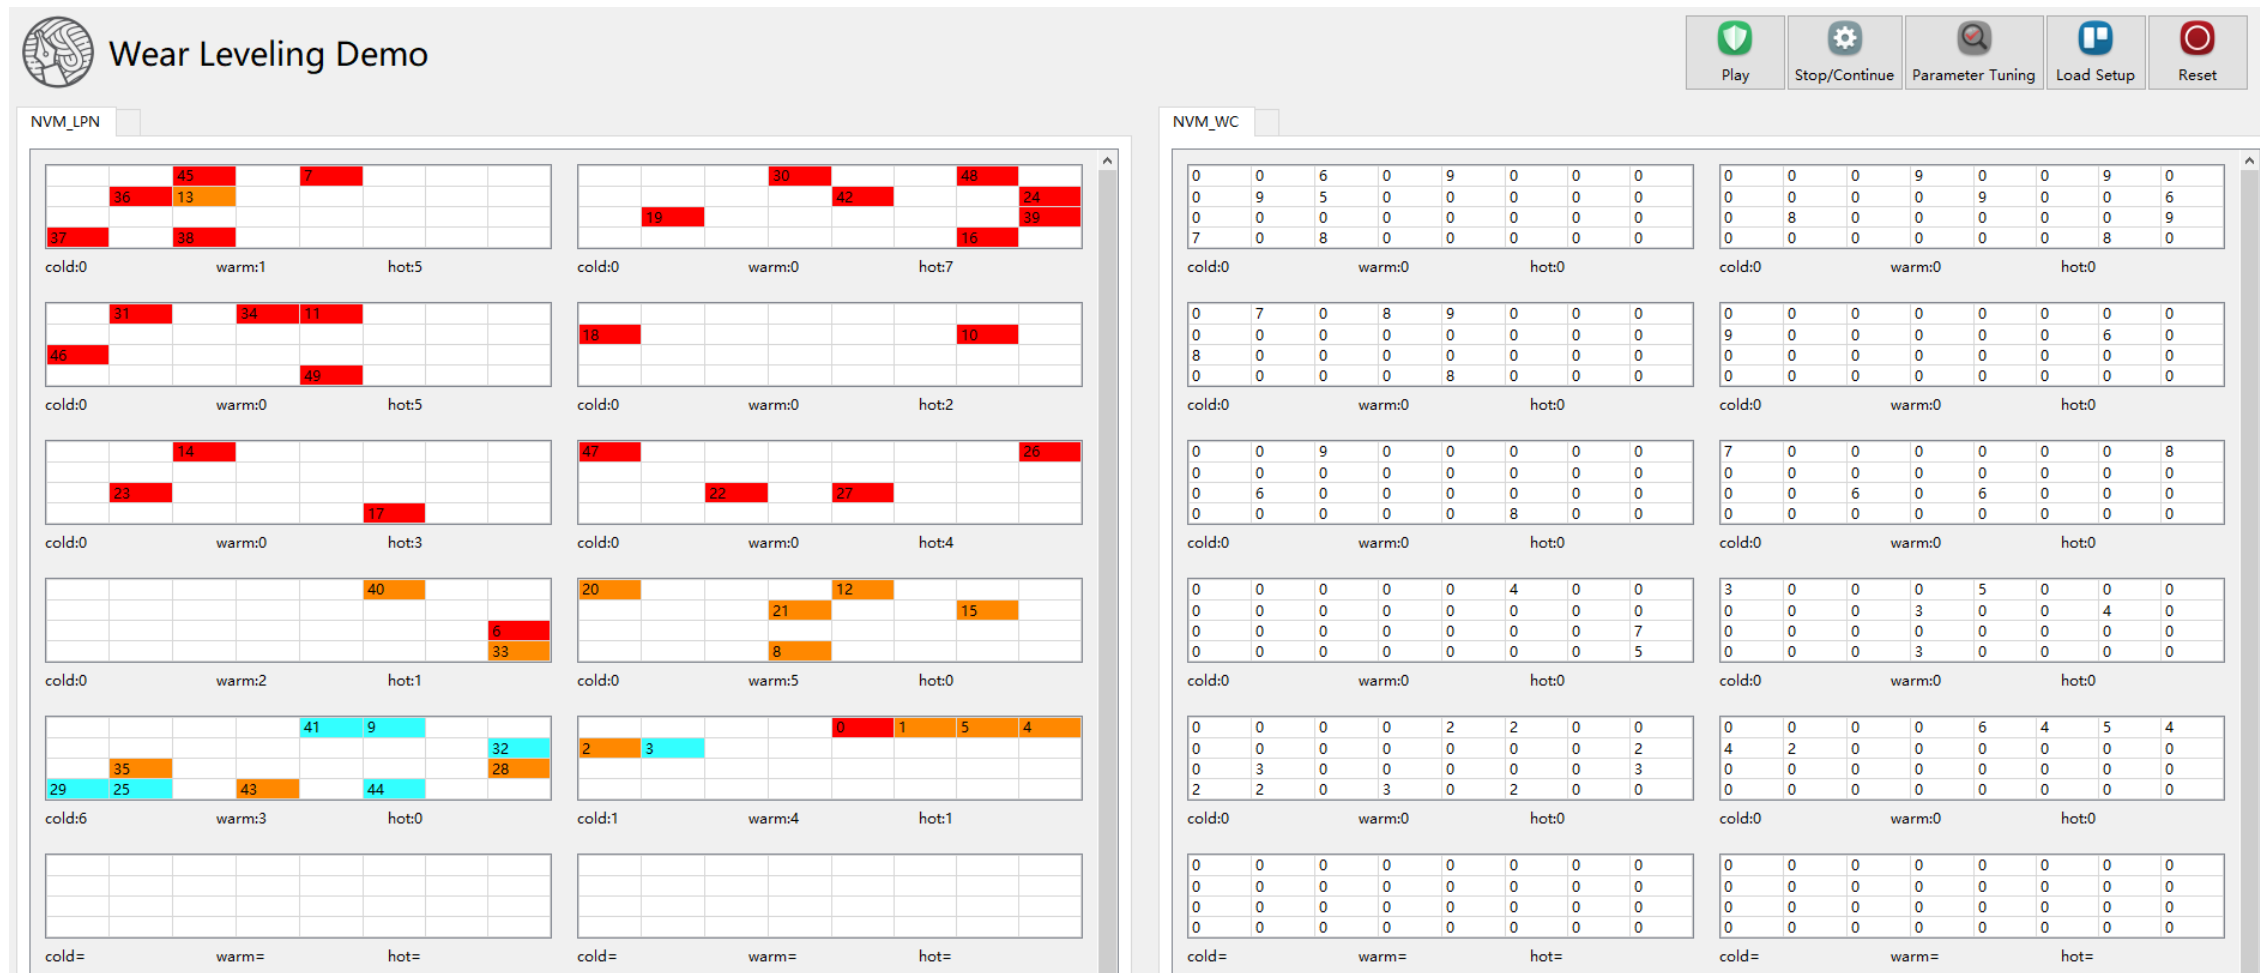 Wear Leveling Demo
Play Stop/Continue Parameter Tuning Load Setup Reset
NVM_LPN
45 7
36 13
37 38
cold:0 warm:1 hot:5
30 48
42 24
19 39
16
cold:0 warm:0 hot:7
31 34 11
46
49
cold:0 warm:0 hot:5
18 10
cold:0 warm:0 hot:2
14
23
17
cold:0 warm:0 hot:3
47 26
22 27
cold:0 warm:0 hot:4
40
6
33
cold:0 warm:2 hot:1
20 12
21 15
8
cold:0 warm:5 hot:0
41 9
32
35 28
29 25 43 44
cold:6 warm:3 hot:0
0 1 5 4
2 3
cold:1 warm:4 hot:1
cold= warm= hot=
cold= warm= hot=
NVM_WC
0 0 6 0 9 0 0 0
0 9 5 0 0 0 0 0
0 0 0 0 0 0 0 0
7 0 8 0 0 0 0 0
cold:0 warm:0 hot:0
0 0 0 9 0 0 9 0
0 0 0 0 9 0 0 6
0 8 0 0 0 0 0 9
0 0 0 0 0 0 8 0
cold:0 warm:0 hot:0
0 7 0 8 9 0 0 0
0 0 0 0 0 0 0 0
8 0 0 0 0 0 0 0
0 0 0 0 8 0 0 0
cold:0 warm:0 hot:0
0 0 0 0 0 0 0 0
9 0 0 0 0 0 6 0
0 0 0 0 0 0 0 0
0 0 0 0 0 0 0 0
cold:0 warm:0 hot:0
0 0 9 0 0 0 0 0
0 0 0 0 0 0 0 0
0 6 0 0 0 0 0 0
0 0 0 0 0 8 0 0
cold:0 warm:0 hot:0
7 0 0 0 0 0 0 8
0 0 0 0 0 0 0 0
0 0 6 0 6 0 0 0
0 0 0 0 0 0 0 0
cold:0 warm:0 hot:0
0 0 0 0 0 4 0 0
0 0 0 0 0 0 0 0
0 0 0 0 0 0 0 7
0 0 0 0 0 0 0 5
cold:0 warm:0 hot:0
3 0 0 0 5 0 0 0
0 0 0 3 0 0 4 0
0 0 0 0 0 0 0 0
0 0 0 3 0 0 0 0
cold:0 warm:0 hot:0
0 0 0 0 2 2 0 0
0 0 0 0 0 0 0 2
0 3 0 0 0 0 0 3
2 2 0 3 0 2 0 0
cold:0 warm:0 hot:0
0 0 0 0 6 4 5 4
4 2 0 0 0 0 0 0
0 0 0 0 0 0 0 0
0 0 0 0 0 0 0 0
cold:0 warm:0 hot:0
0 0 0 0 0 0 0 0
0 0 0 0 0 0 0 0
0 0 0 0 0 0 0 0
0 0 0 0 0 0 0 0
cold= warm= hot=
0 0 0 0 0 0 0 0
0 0 0 0 0 0 0 0
0 0 0 0 0 0 0 0
0 0 0 0 0 0 0 0
cold= warm= hot=